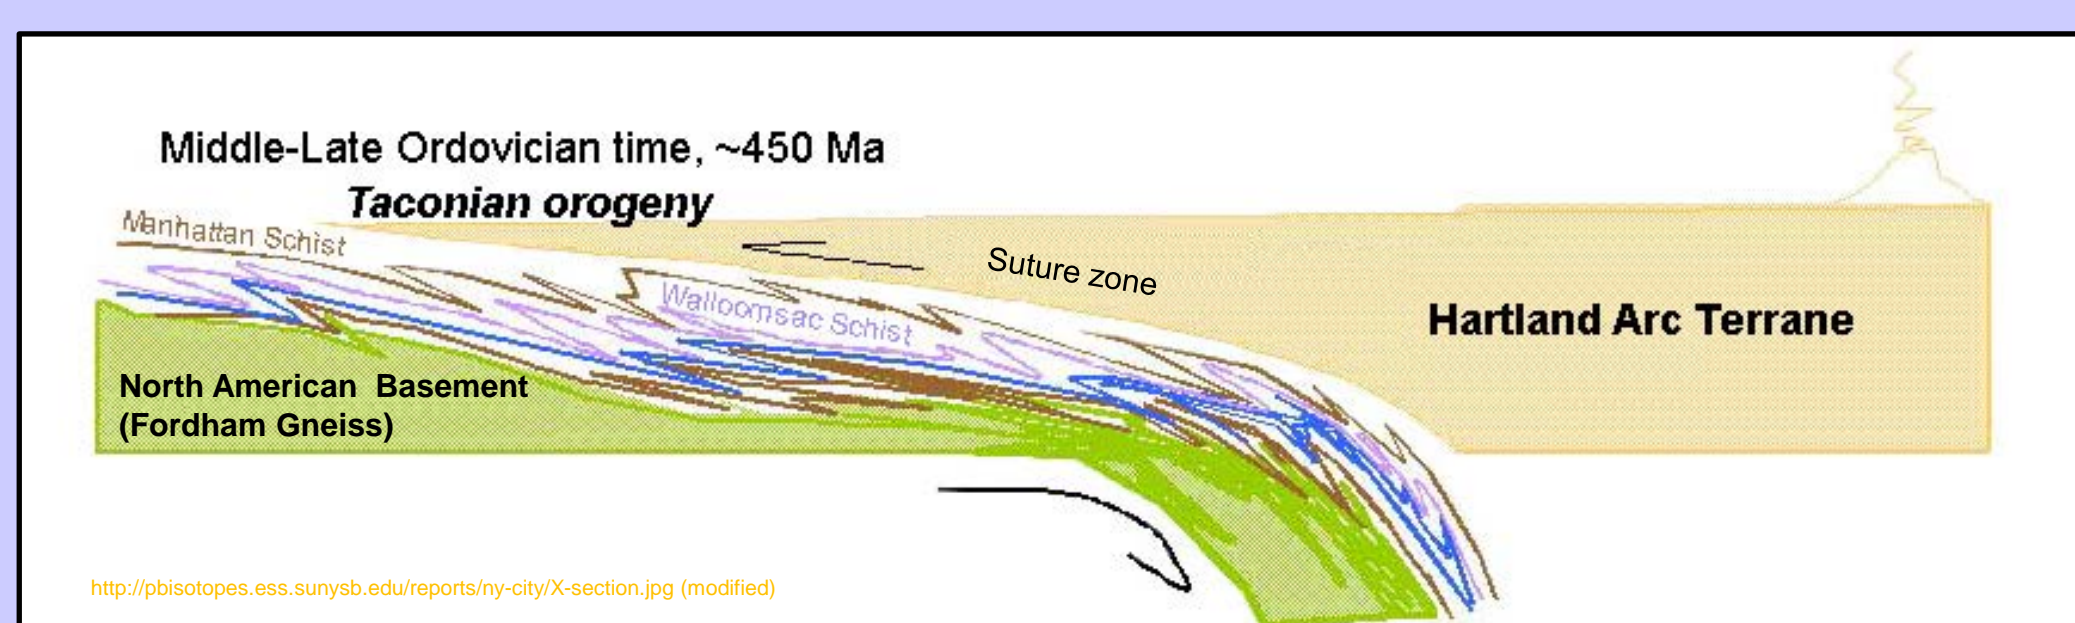 Middle-Late Ordovician time, ~450 Ma
Taconian orogeny
Manhattan Schist
Suture zone
Walloomsac Schist
Hartland Arc Terrane
North American Basement
(Fordham Gneiss)
http://pbisotopes.ess.sunysb.edu/reports/ny-city/X-section.jpg (modified)